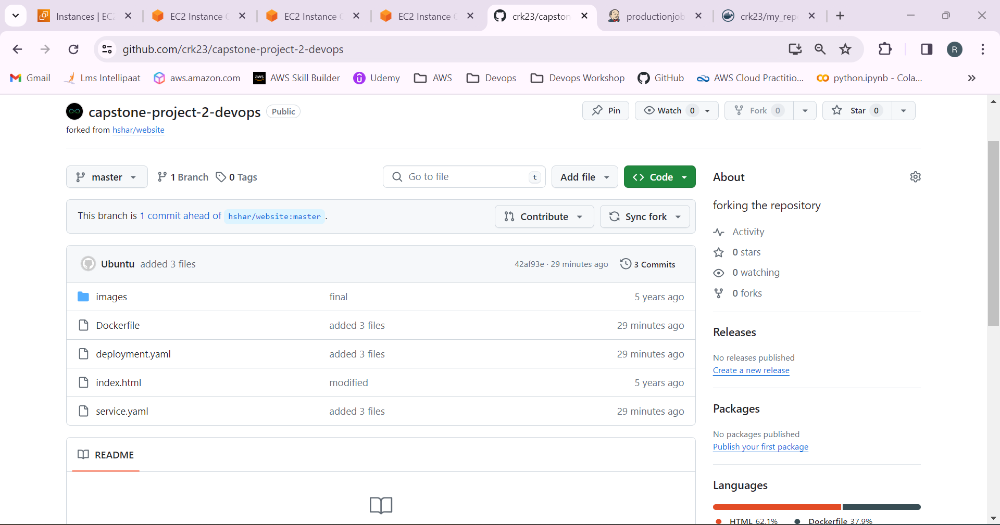 Instances | EC
EC2 Instance C
EC2 Instance C
EC2 Instance C
crk23/capston
productionjob
crk23/my_rep
github.com/crk23/capstone-project-2-devops
R
Gmail
Lms Intellipaat
aws.amazon.com
aws
AWS Skill Builder
Udemy
AWS
Devops
Devops Workshop
GitHub
AWS Cloud Practitio...
python.ipynb - Cola...
capstone-project-2-devops Public
Pin
Watch 0
Fork 0
Star 0
forked from hshar/website
master
1 Branch
0 Tags
Go to file t
Add file
Code
About
forking the repository
This branch is 1 commit ahead of hshar/website:master .
Contribute
Sync fork
Activity
0 stars
0 watching
0 forks
Ubuntu added 3 files 42af93e · 29 minutes ago 3 Commits
images final 5 years ago
Dockerfile added 3 files 29 minutes ago
deployment.yaml added 3 files 29 minutes ago
index.html modified 5 years ago
service.yaml added 3 files 29 minutes ago
README
Releases
No releases published
Create a new release
Packages
No packages published
Publish your first package
Languages
HTML 62.1% Dockerfile 37.9%